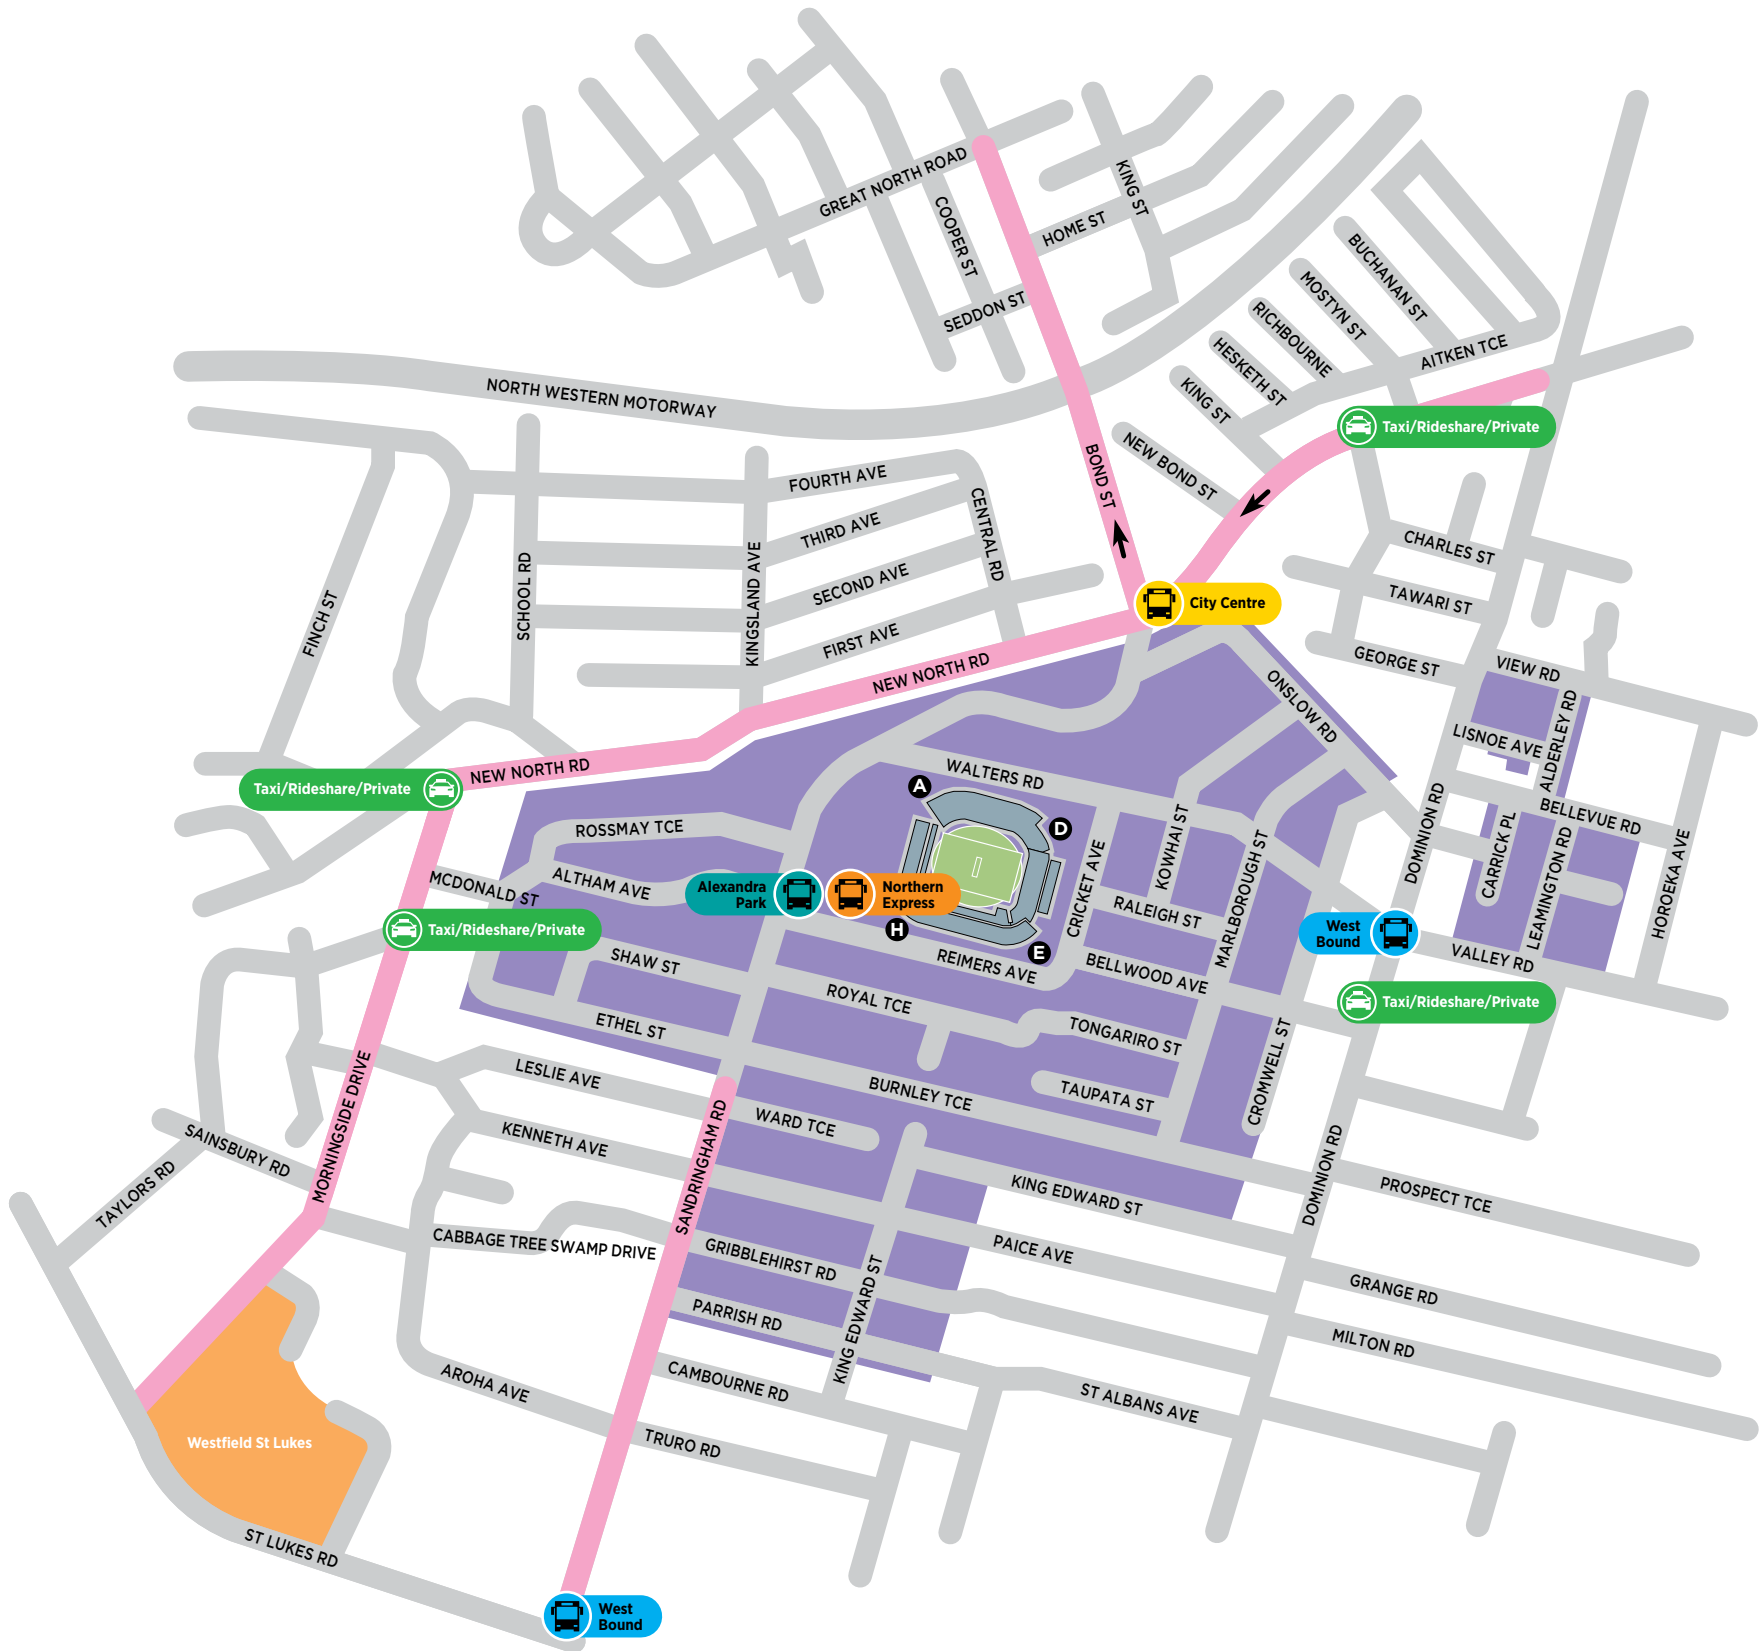 GREAT NORTH ROAD
COOPER ST
KING ST
HOME ST
SEDDON ST
BUCHANAN ST
MOSTYN ST
RICHBOURNE
HESKETH ST
KING ST
AITKEN TCE
NEW BOND ST
Taxi/Rideshare/Private
NORTH WESTERN MOTORWAY
BOND ST
FOURTH AVE
THIRD AVE
SECOND AVE
FIRST AVE
CENTRAL RD
KINGSLAND AVE
SCHOOL RD
FINCH ST
CHARLES ST
TAWARI ST
GEORGE ST
VIEW RD
City Centre
NEW NORTH RD
ONSLOW RD
LISNOE AVE
ALDERLEY RD
BELLEVUE RD
CARRICK PL
LEAMINGTON RD
HOROEKA AVE
DOMINION RD
VALLEY RD
NEW NORTH RD
Taxi/Rideshare/Private
WALTERS RD
A
D
H
E
ROSSMAY TCE
ALTHAM AVE
MCDONALD ST
Alexandra
Park
Northern
Express
CRICKET AVE
KOWHAI ST
MARLBOROUGH ST
RALEIGH ST
BELLWOOD AVE
REIMERS AVE
West
Bound
Taxi/Rideshare/Private
Taxi/Rideshare/Private
SHAW ST
ROYAL TCE
TONGARIRO ST
ETHEL ST
TAUPATA ST
CROMWELL ST
LESLIE AVE
BURNLEY TCE
WARD TCE
KENNETH AVE
SANDRINGHAM RD
MORNINGSIDE DRIVE
SAINSBURY RD
TAYLORS RD
CABBAGE TREE SWAMP DRIVE
KING EDWARD ST
DOMINION RD
PROSPECT TCE
PAICE AVE
GRIBBLEHIRST RD
KING EDWARD ST
GRANGE RD
PARRISH RD
MILTON RD
CAMBOURNE RD
AROHA AVE
ST ALBANS AVE
TRURO RD
Westfield St Lukes
ST LUKES RD
West
Bound